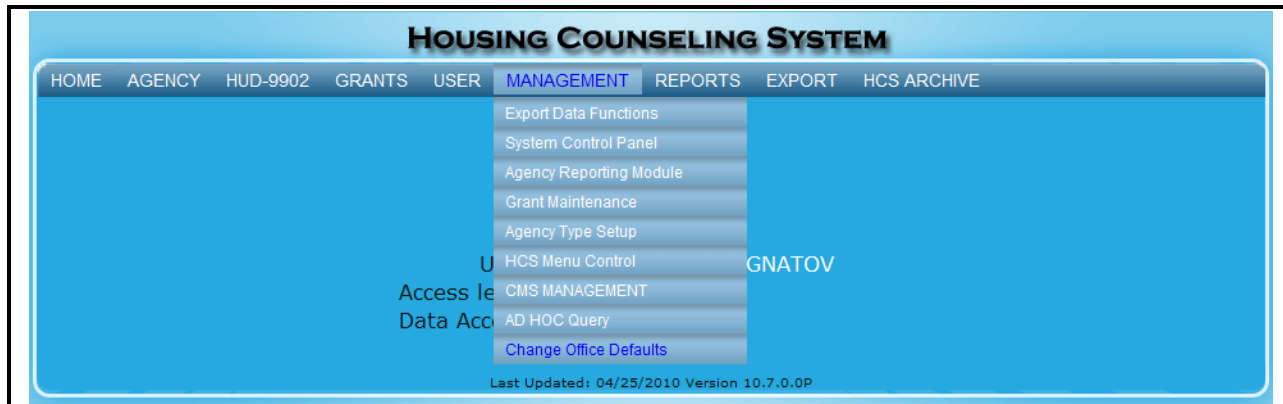 HOUSING COUNSELING SYSTEM
HOME AGENCY HUD-9902 GRANTS USER MANAGEMENT REPORTS EXPORT HCS ARCHIVE
Export Data Functions
System Control Panel
Agency Reporting Module
Grant Maintenance
Agency Type Setup
HCS Menu Control
GNATOV
Access
CMS MANAGEMENT
Data
AD HOC Query
Change Office Defaults
Last Updated: 04/25/2010 Version 10.7.0.0P